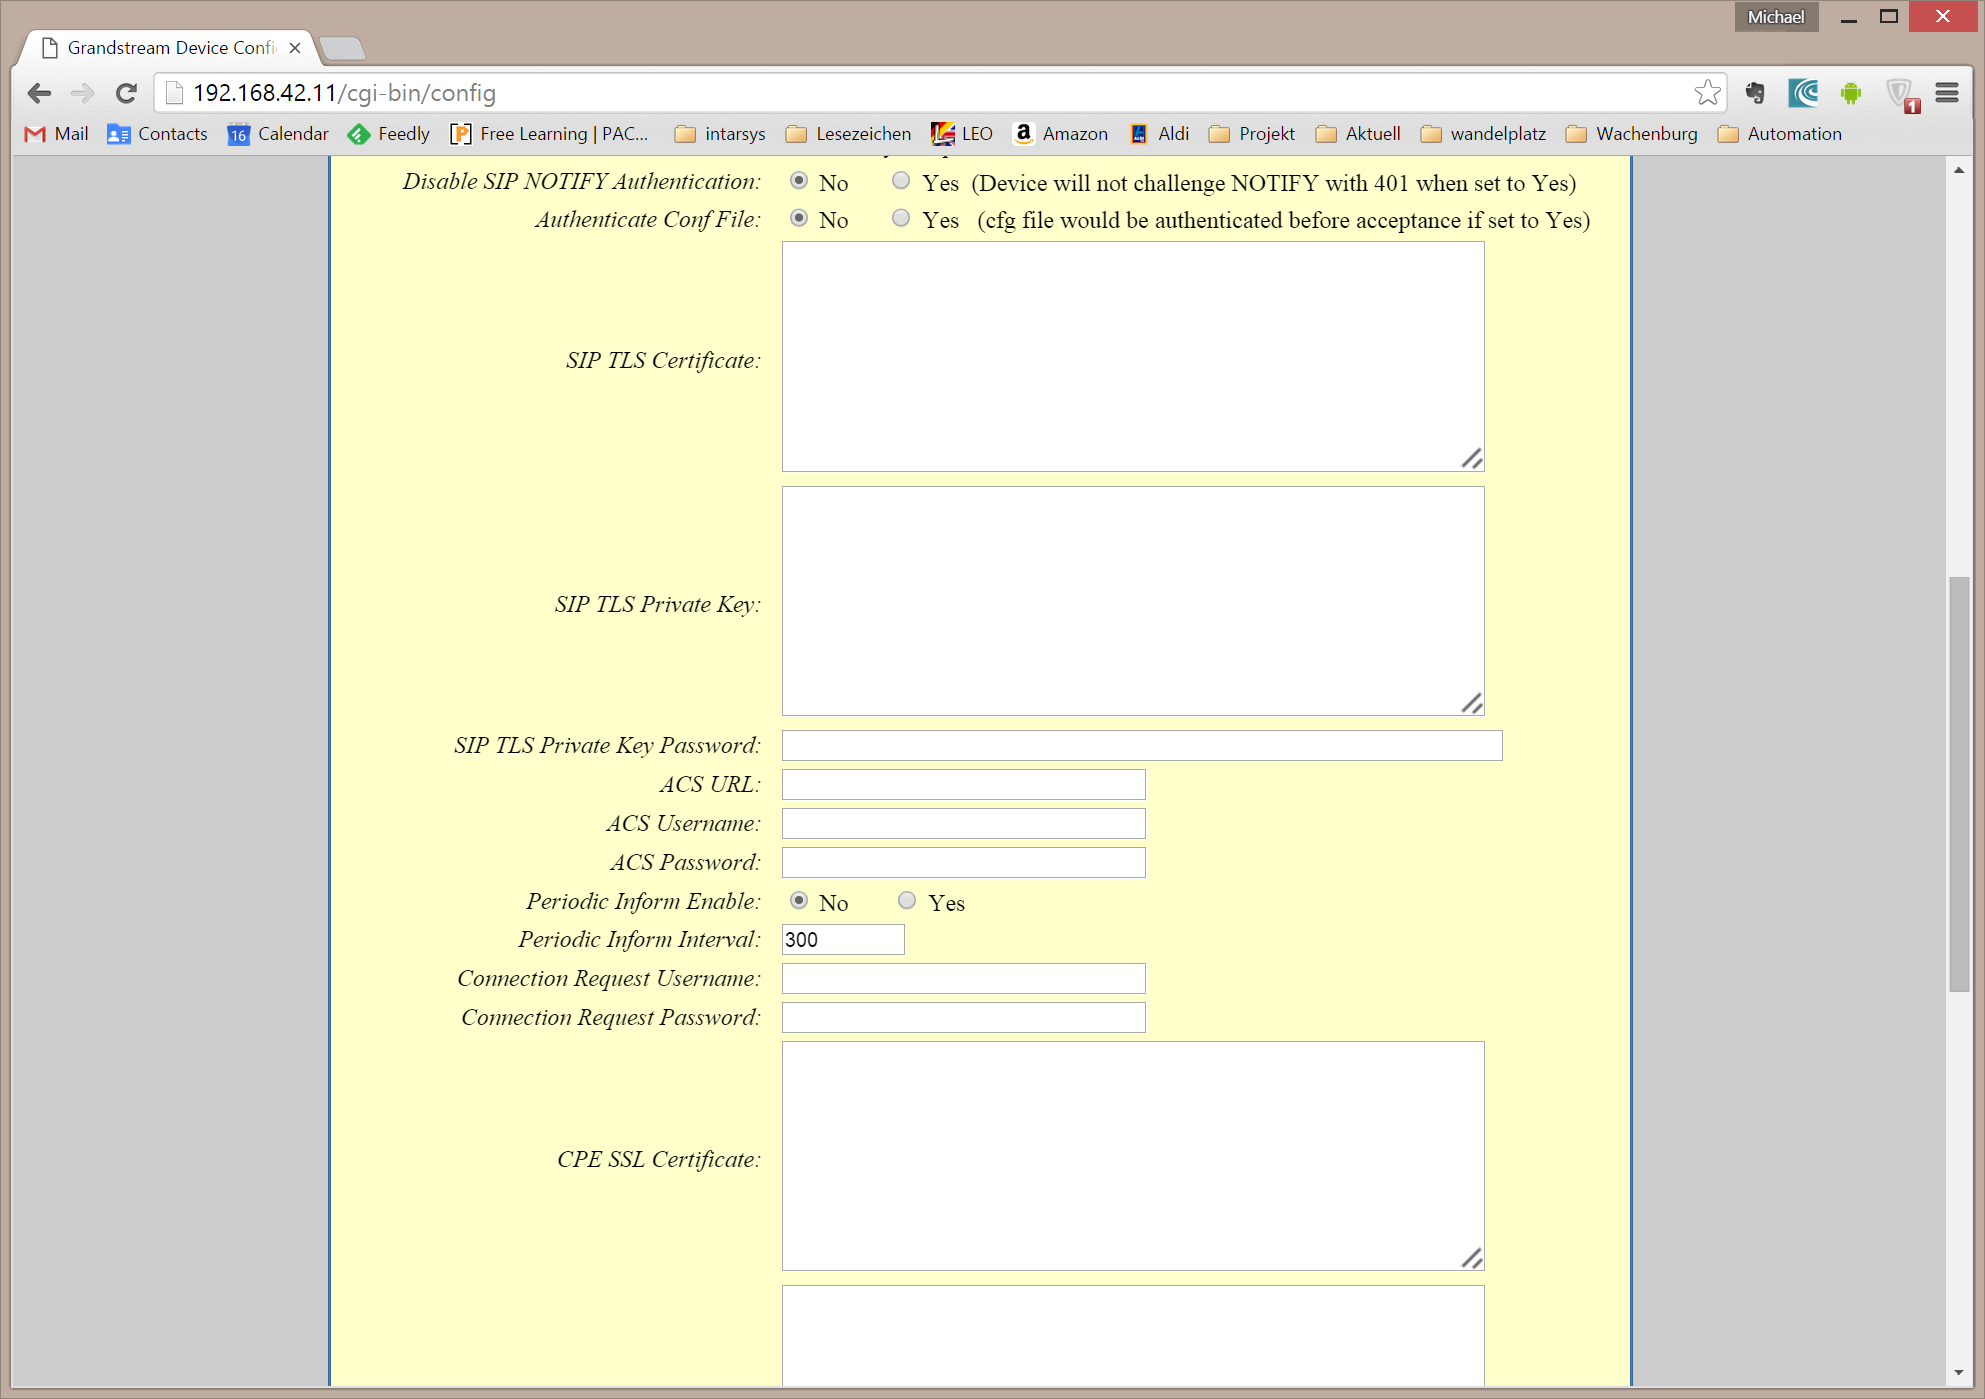 Michael
Grandstream Device Confi
192.168.42.11/cgi-bin/config
1
Mail Contacts 16 Calendar Feedly [P] Free Learning | PAC... intarsys Lesezeichen LEO a Amazon ALDI Aldi Projekt Aktuell wandelplatz Wachenburg Automation
Disable SIP NOTIFY Authentication: No Yes (Device will not challenge NOTIFY with 401 when set to Yes)
Authenticate Conf File: No Yes (cfg file would be authenticated before acceptance if set to Yes)
SIP TLS Certificate:
SIP TLS Private Key:
SIP TLS Private Key Password:
ACS URL:
ACS Username:
ACS Password:
Periodic Inform Enable: No Yes
Periodic Inform Interval: 300
Connection Request Username:
Connection Request Password:
CPE SSL Certificate: